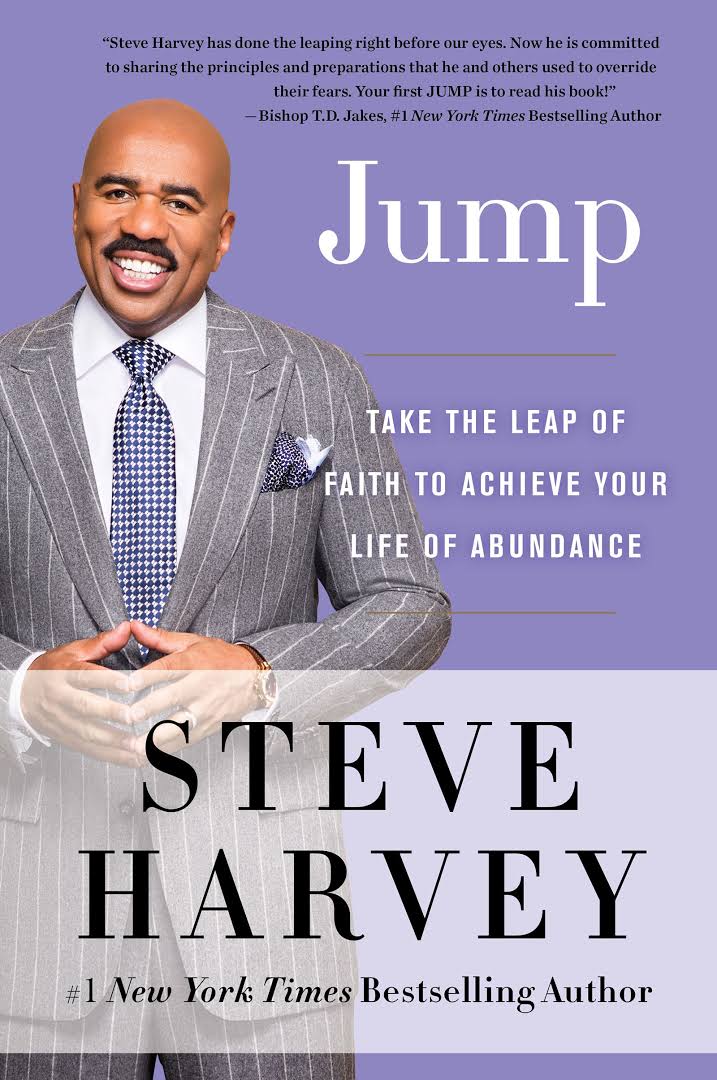 “Steve Harvey has done the leaping right before our eyes. Now he is committed
to sharing the principles and preparations that he and others used to override
their fears. Your first JUMP is to read his book!”
—Bishop T.D. Jakes, #1 New York Times Bestselling Author
Jump
TAKE THE LEAP OF
FAITH TO ACHIEVE YOUR
LIFE OF ABUNDANCE
STEVE
HARVEY
#1 New York Times Bestselling Author